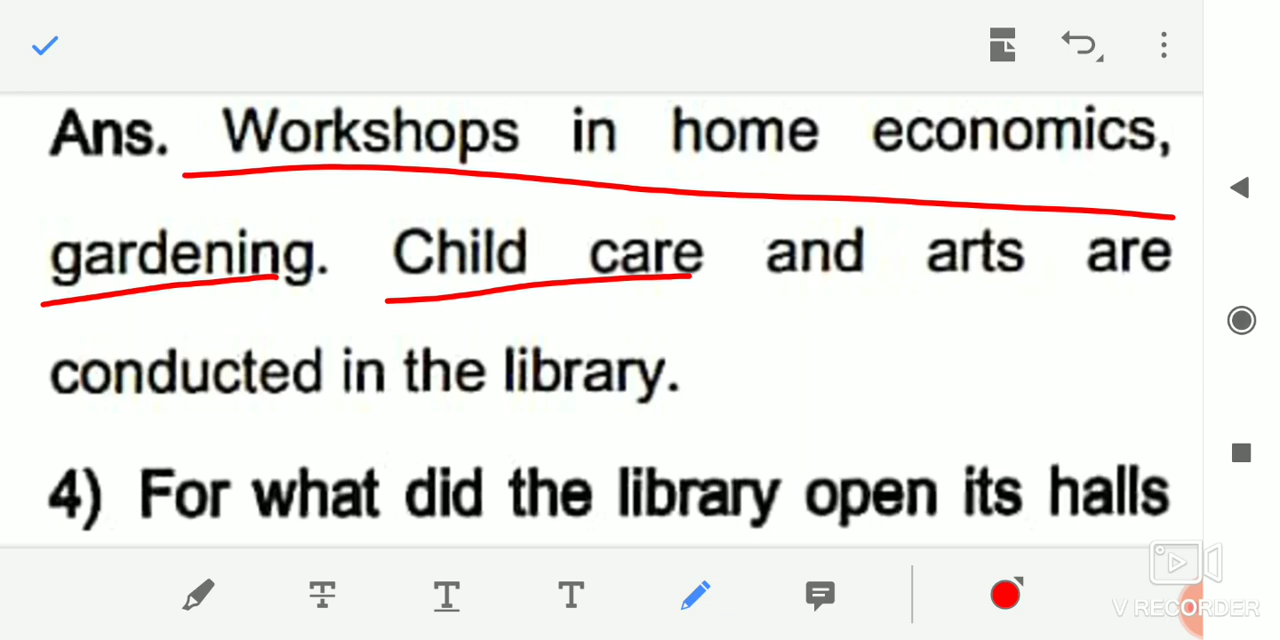 Ans. Workshops in home economics,
gardening. Child care and arts are
conducted in the library.
4) For what did the library open its halls
T T T
V RECORDER